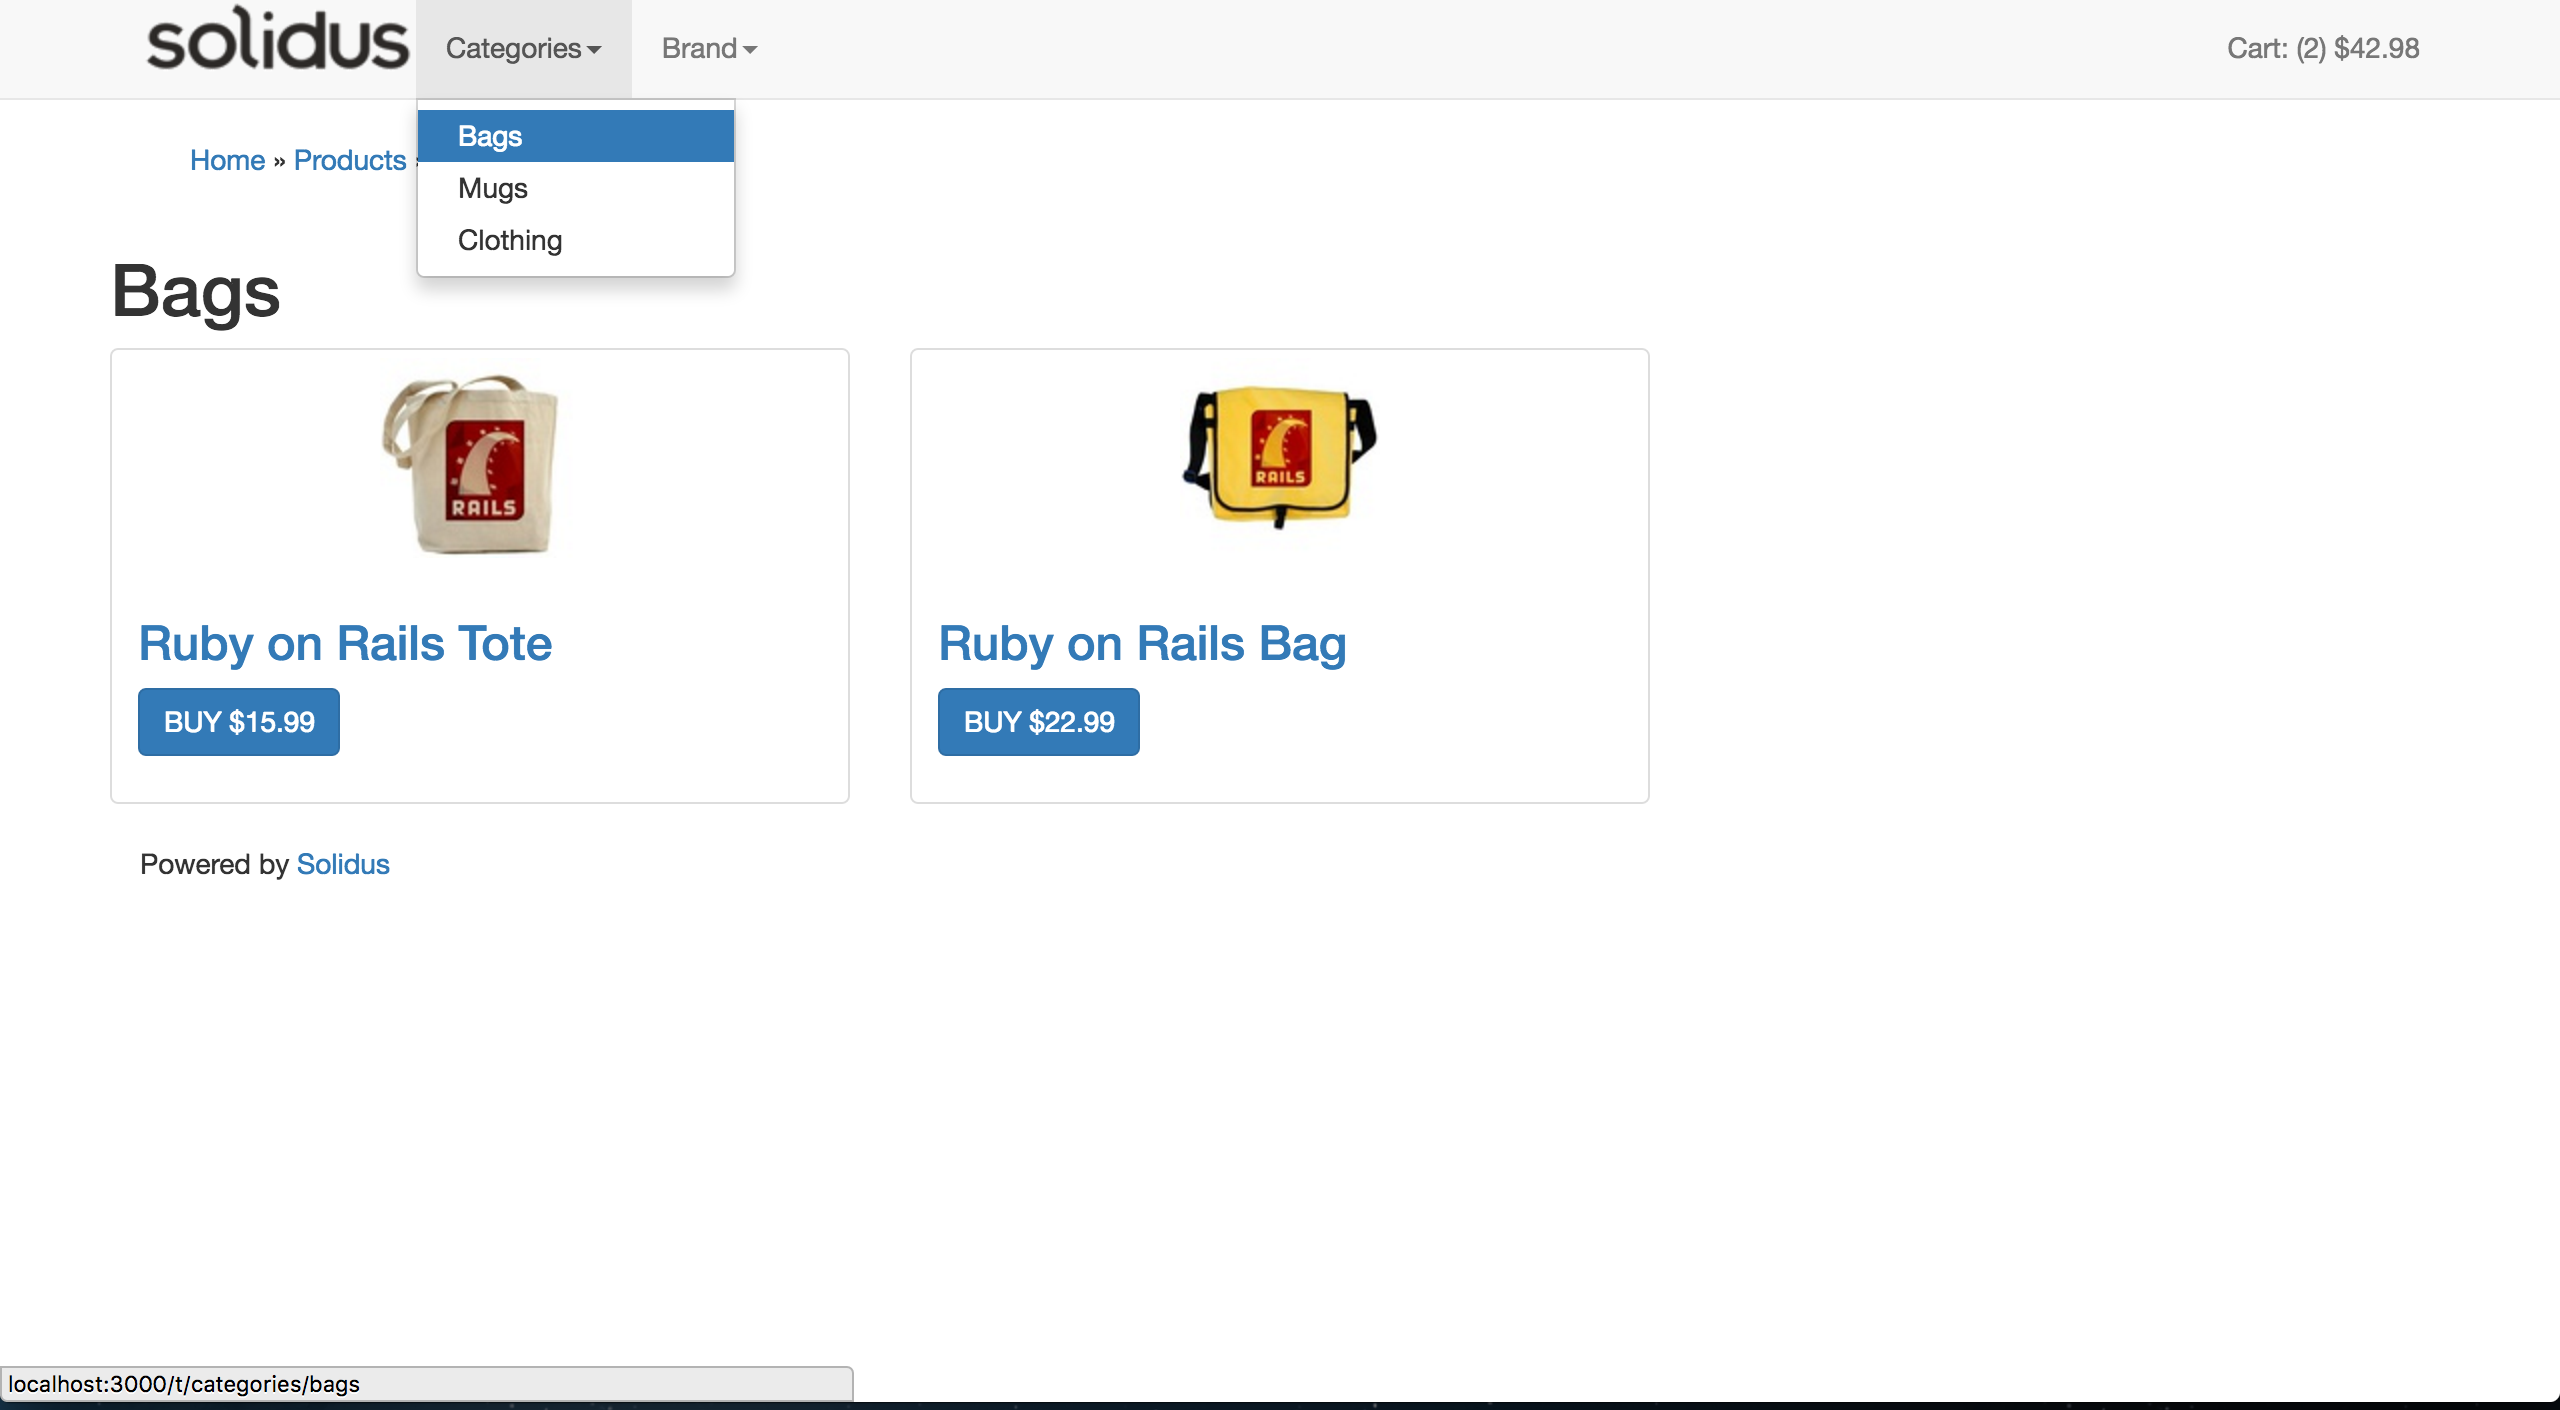 solidus Categories Brand Cart: (2) $42.98
Bags
Mugs
Clothing
Home » Products
Bags
RAILS
RAILS
Ruby on Rails Tote
Ruby on Rails Bag
BUY $15.99
BUY $22.99
Powered by Solidus
localhost:3000/t/categories/bags